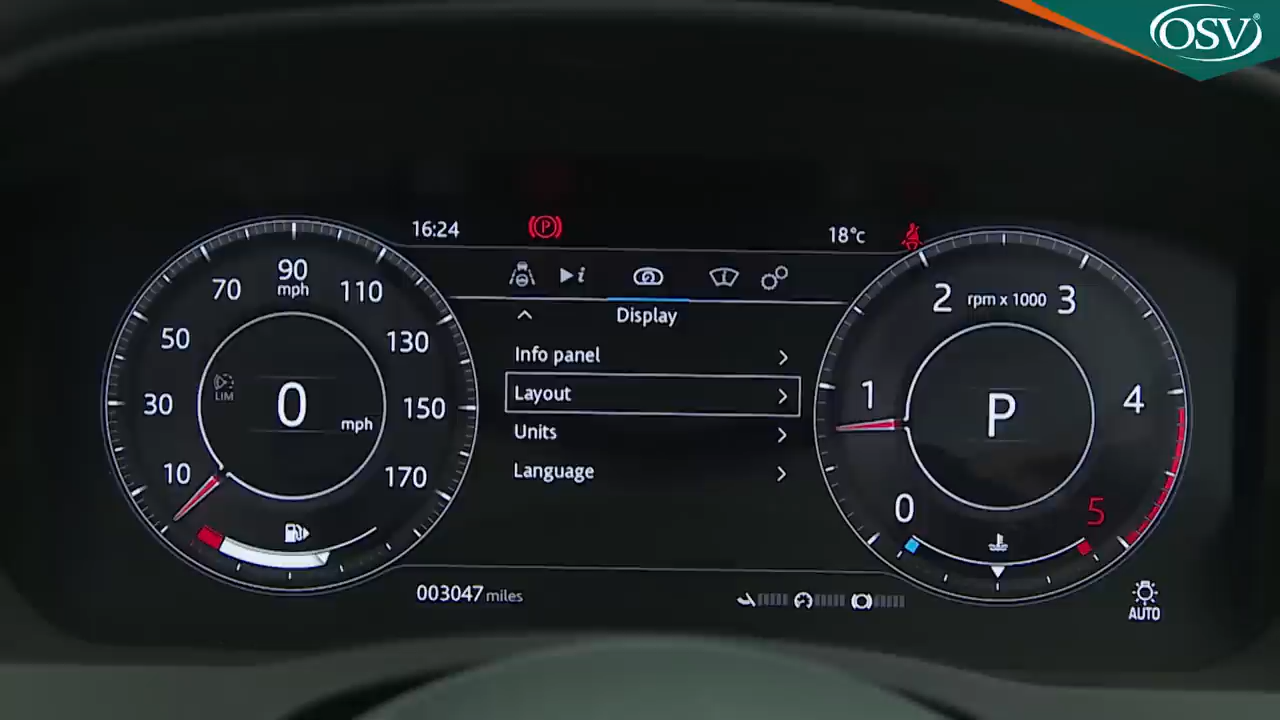 OSV
16:24
P
18°c
90
mph
70
110
50
130
30
150
10
170
LIM
0
mph
i
Display
Info panel
Layout
Units
Language
2
rpm x 1000
3
1
4
P
0
5
003047 miles
AUTO